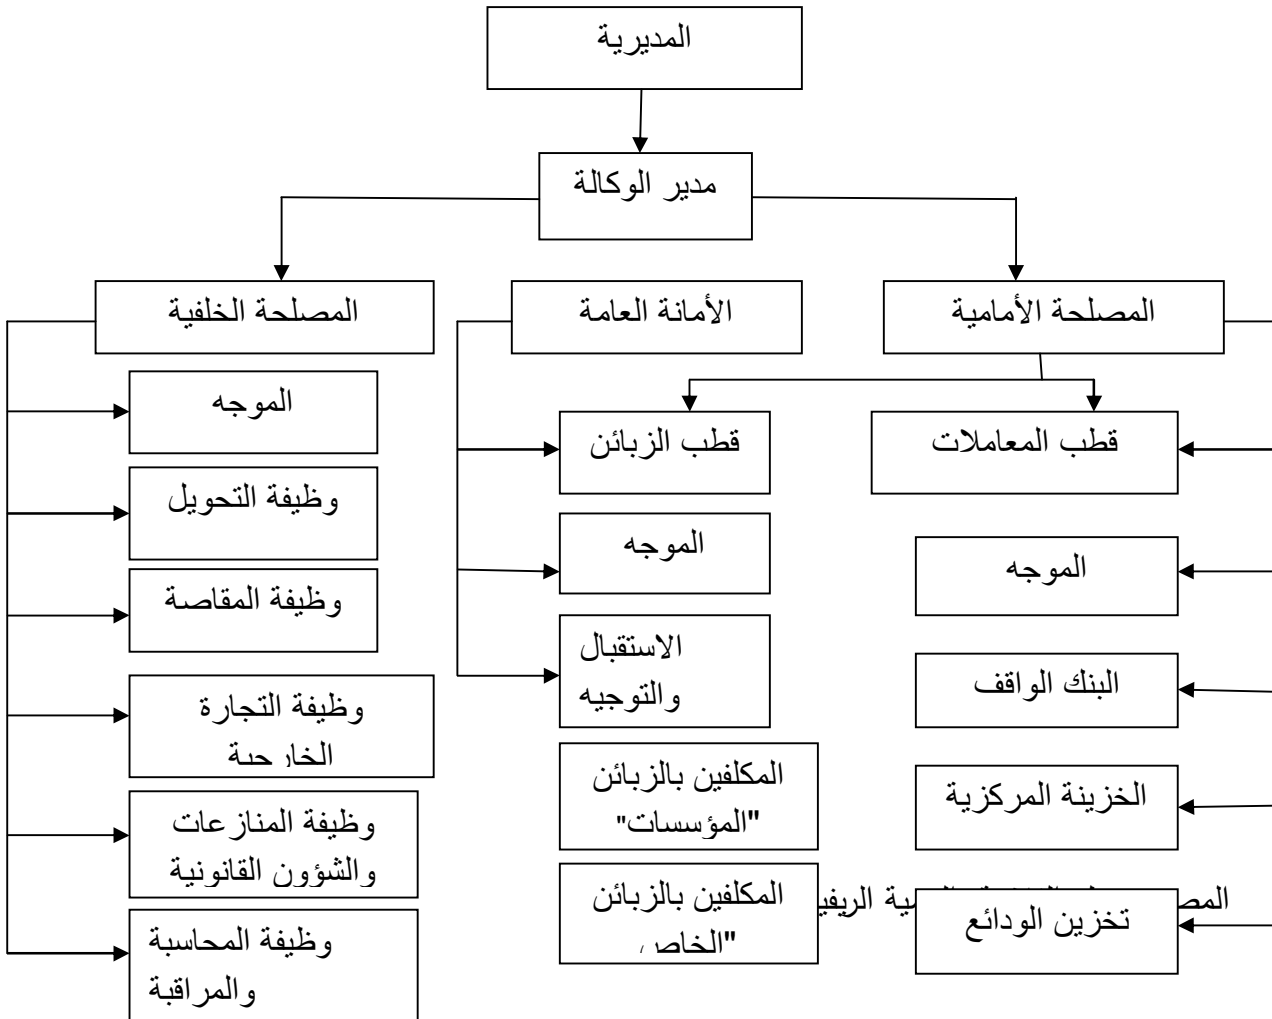 المديرية
مدير الوكالة
المصلحة الأمامية
الأمانة العامة
المصلحة الخلفية
قطب المعاملات
الموجه
البنك الواقف
الخزينة المركزية
تخزين الودائع
قطب الزبائن
الموجه
الاستقبال
والتوجيه
المكلفين بالزبائن
"المؤسسات"
المكلفين بالزبائن
"الخاص
الموجه
وظيفة التحويل
وظيفة المقاصة
وظيفة التجارة
الخارجية
وظيفة المنازعات
والشؤون القانونية
وظيفة المحاسبة
والمراقبة